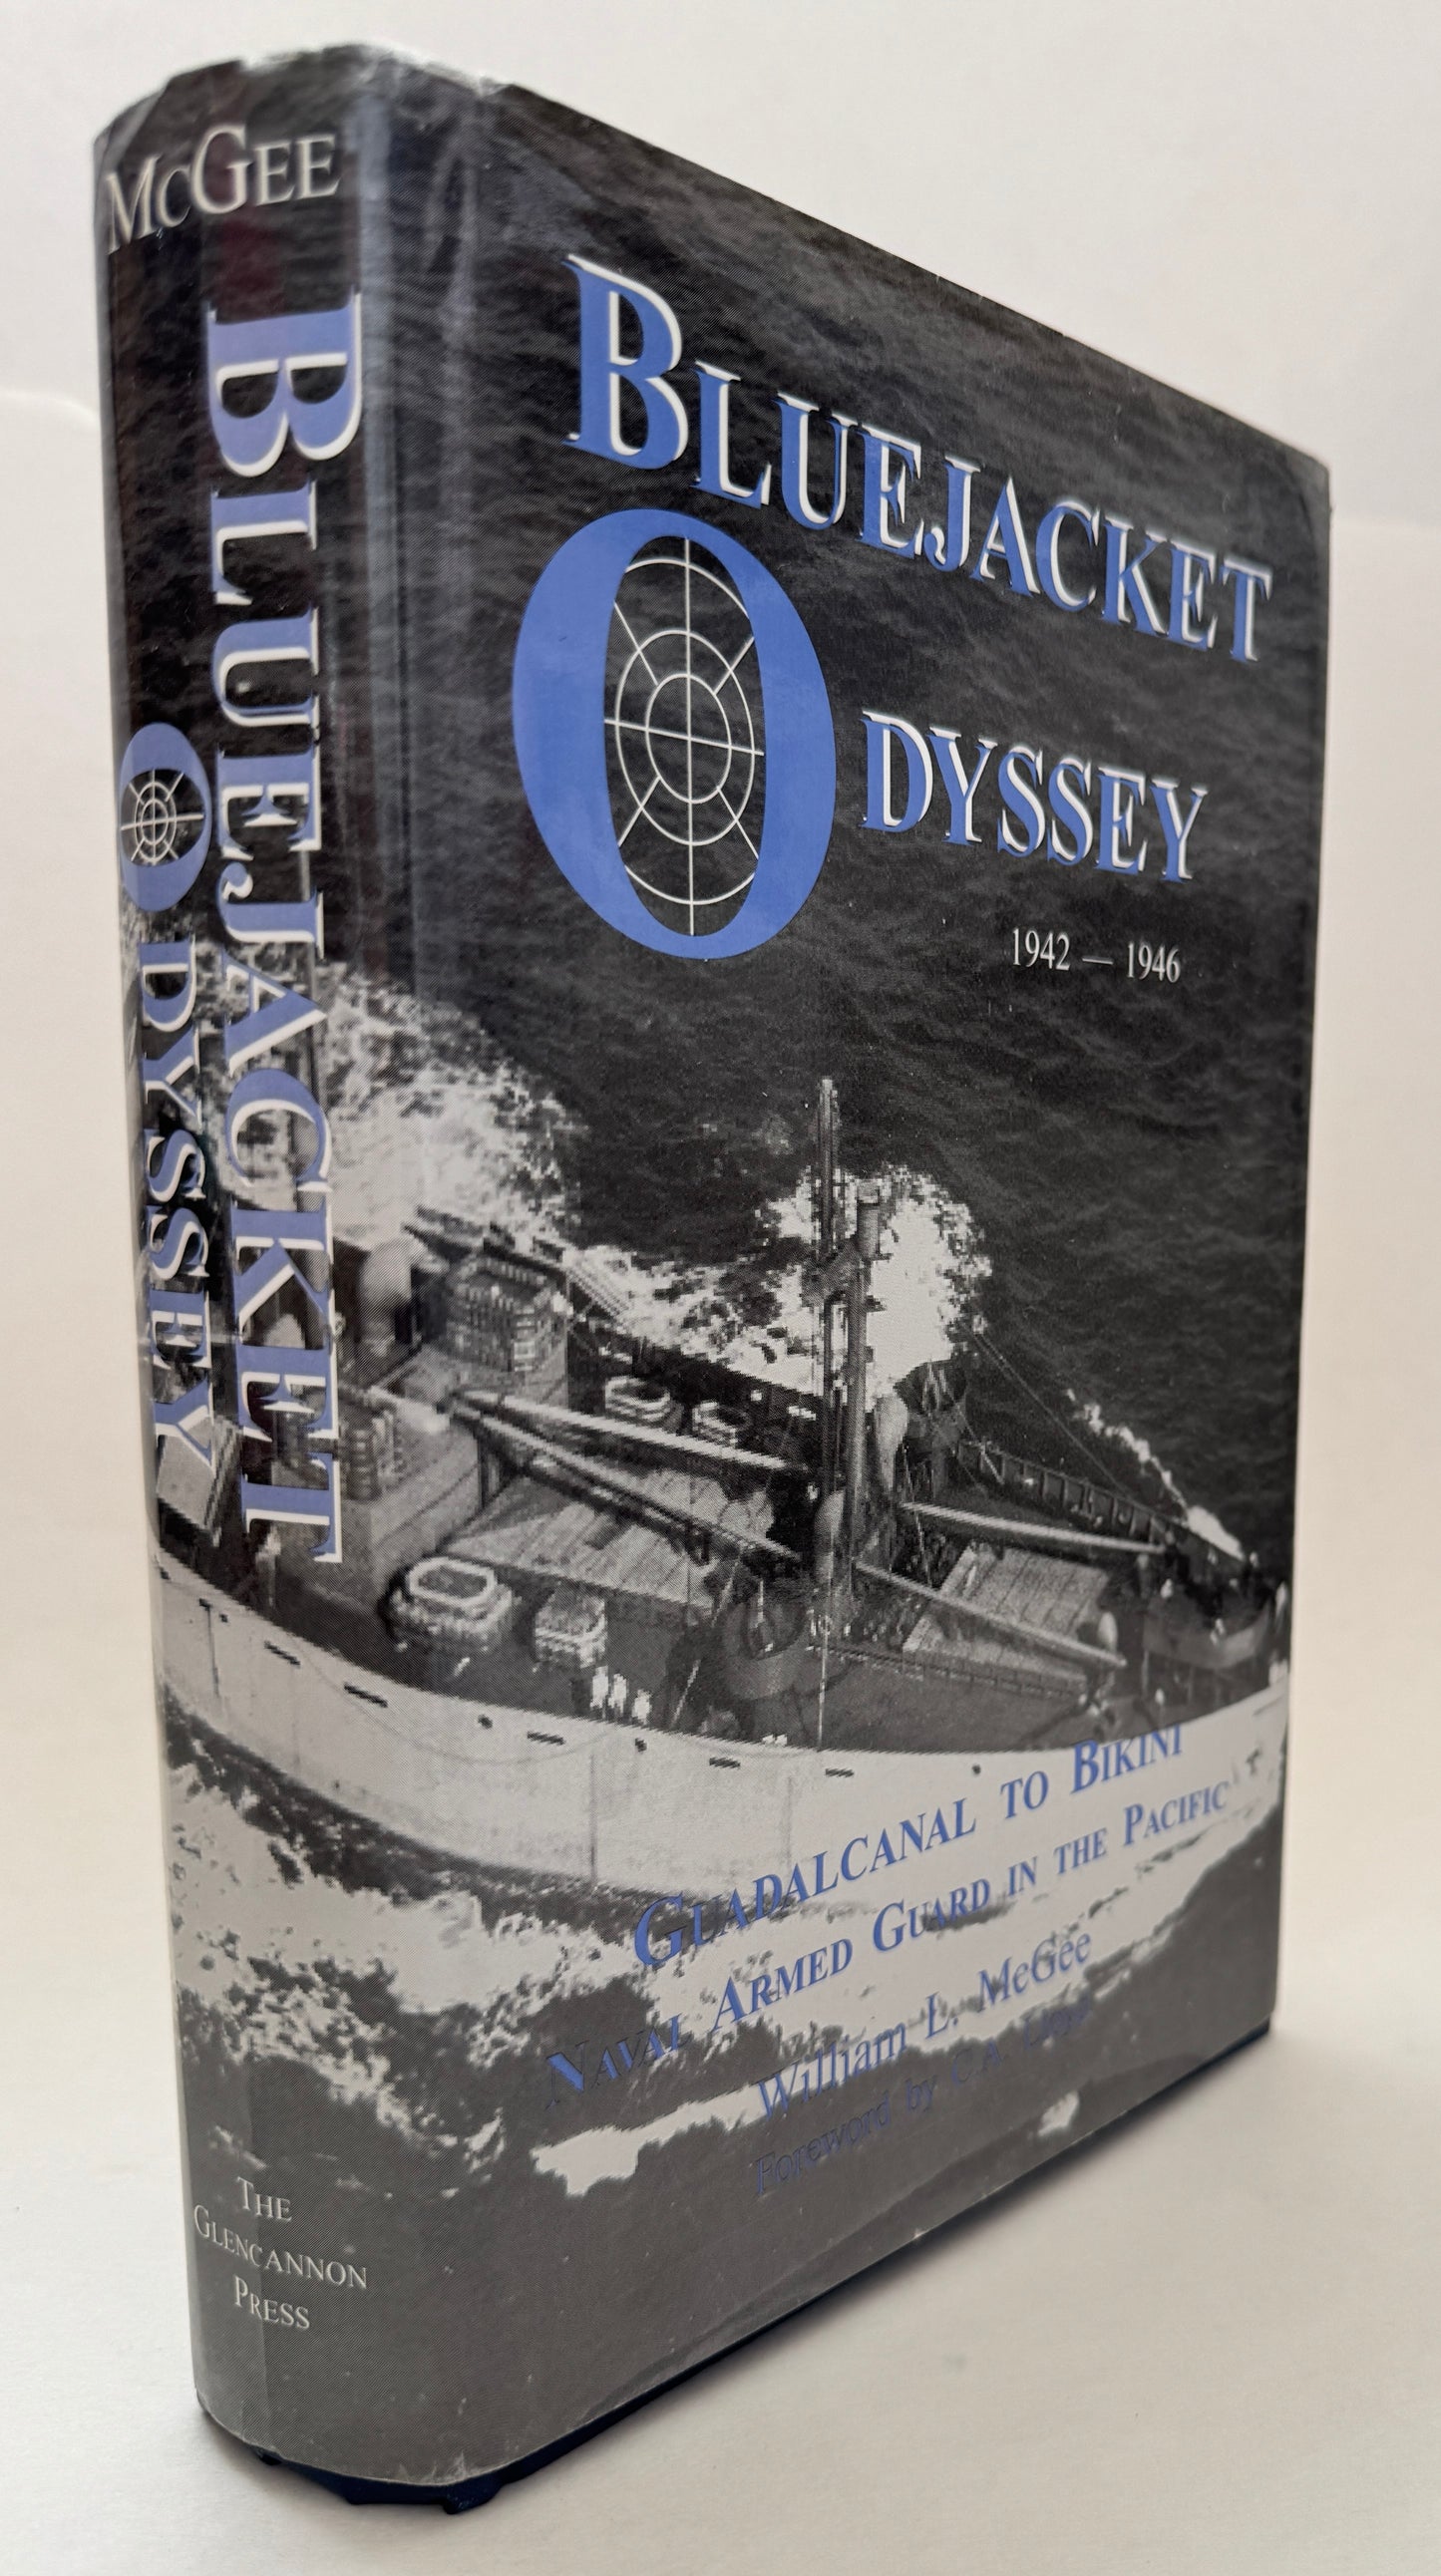 McGEE
BLUEJACKET
ODYSSEY
THE
GLENCANNON
PRESS
BLUEJACKET
ODYSSEY
1942 — 1946
GUADALCANAL TO BIKINI
NAVAL ARMED GUARD IN THE PACIFIC
William L. McGee
Foreword by C.A. Lloyd